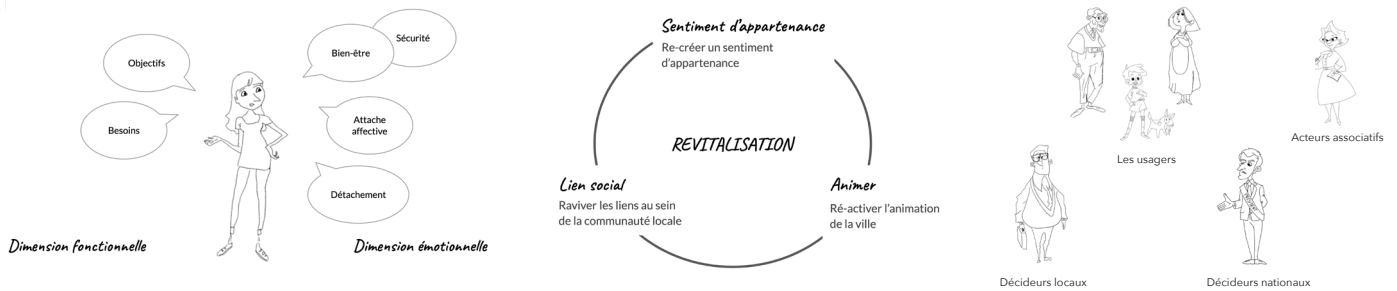 Objectifs
Besoins
Bien-être
Sécurité
Attache
affective
Détachement
Dimension fonctionnelle
Dimension émotionnelle
Sentiment d'appartenance
Re-créer un sentiment
d'appartenance
REVITALISATION
Lien social
Raviver les liens au sein
de la communauté locale
Animer
Ré-activer l'animation
de la ville
Les usagers
Acteurs associatifs
Décideurs locaux
Décideurs nationaux